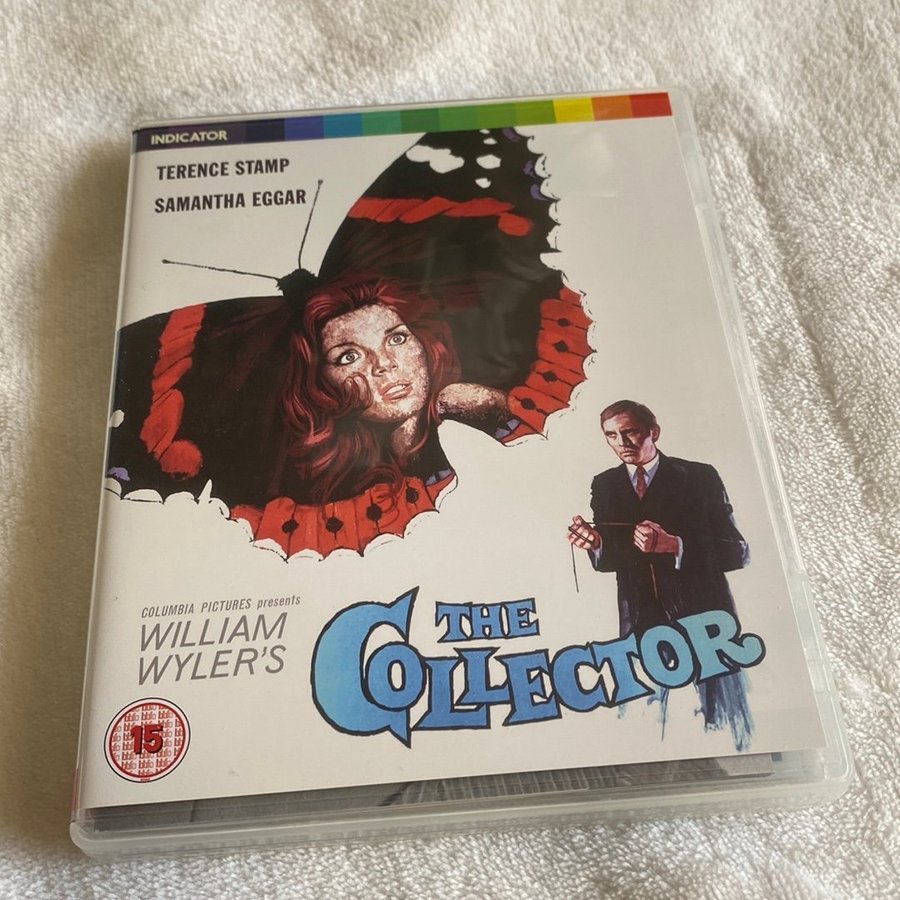 INDICATOR
TERENCE STAMP
SAMANTHA EGGAR
COLUMBIA PICTURES presents
WILLIAM
WYLER'S
THE
COLLECTOR
15